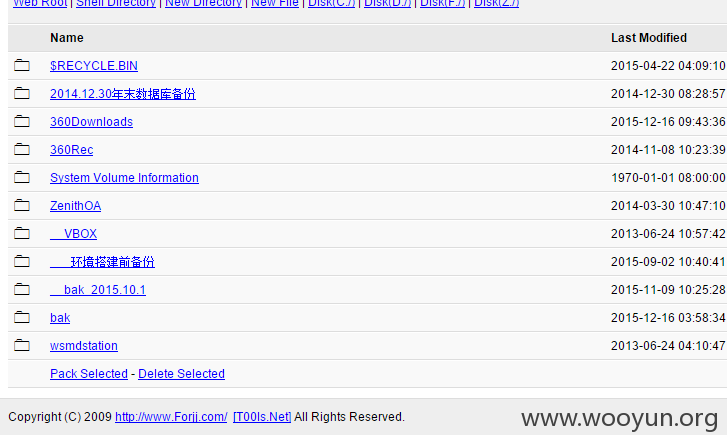 Web Root | Shell Directory | New Directory | New File | Disk(C:/) | Disk(D:/) | Disk(F:/) | Disk(Z:/)
Name Last Modified
$RECYCLE.BIN 2015-04-22 04:09:10
2014.12.30年末数据库备份 2014-12-30 08:28:57
360Downloads 2015-12-16 09:43:36
360Rec 2014-11-08 10:23:39
System Volume Information 1970-01-01 08:00:00
ZenithOA 2014-03-30 10:47:10
__VBOX 2013-06-24 10:57:42
___环境搭建前备份 2015-09-02 10:40:41
__bak_2015.10.1 2015-11-09 10:25:28
bak 2015-12-16 03:58:34
wsmdstation 2013-06-24 04:10:47
Pack Selected - Delete Selected
Copyright (C) 2009 http://www.Forjj.com/ [T00ls.Net] All Rights Reserved.
www.wooyun.org